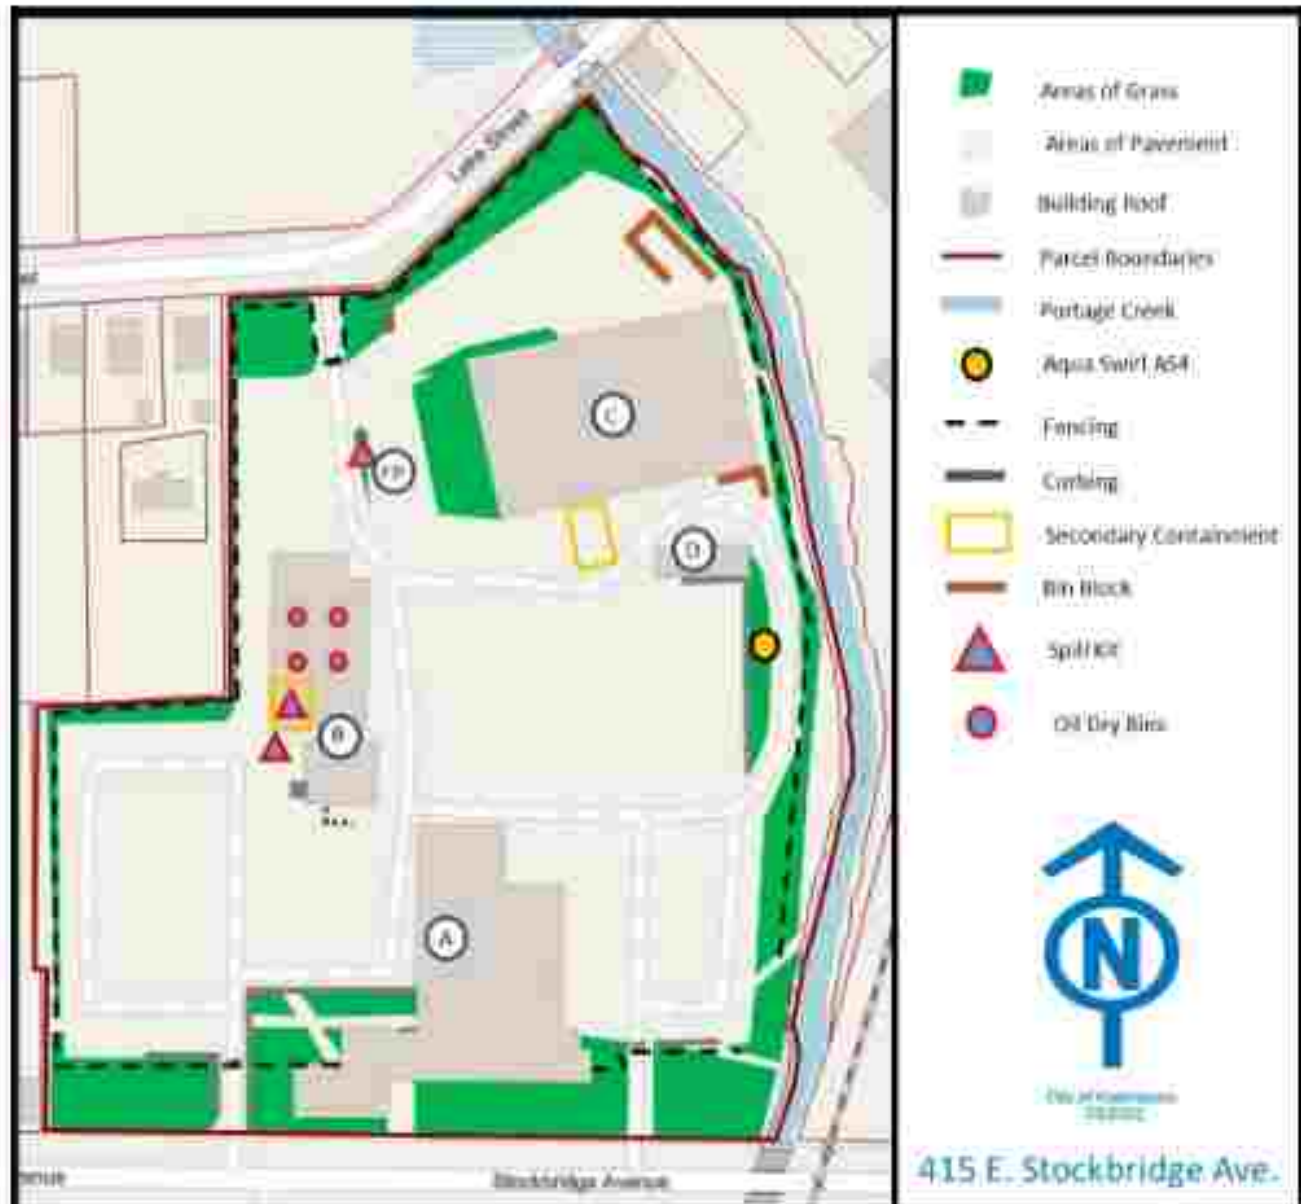 Lake Street
C
D
B
A
Stockbridge Avenue
Areas of Grass
Areas of Pavement
Building Roof
Parcel Boundaries
Portage Creek
Aqua Swirl AS4
Fencing
Curbing
Secondary Containment
Bin Block
Spill Kit
Oil Dry Bins
N
415 E. Stockbridge Ave.